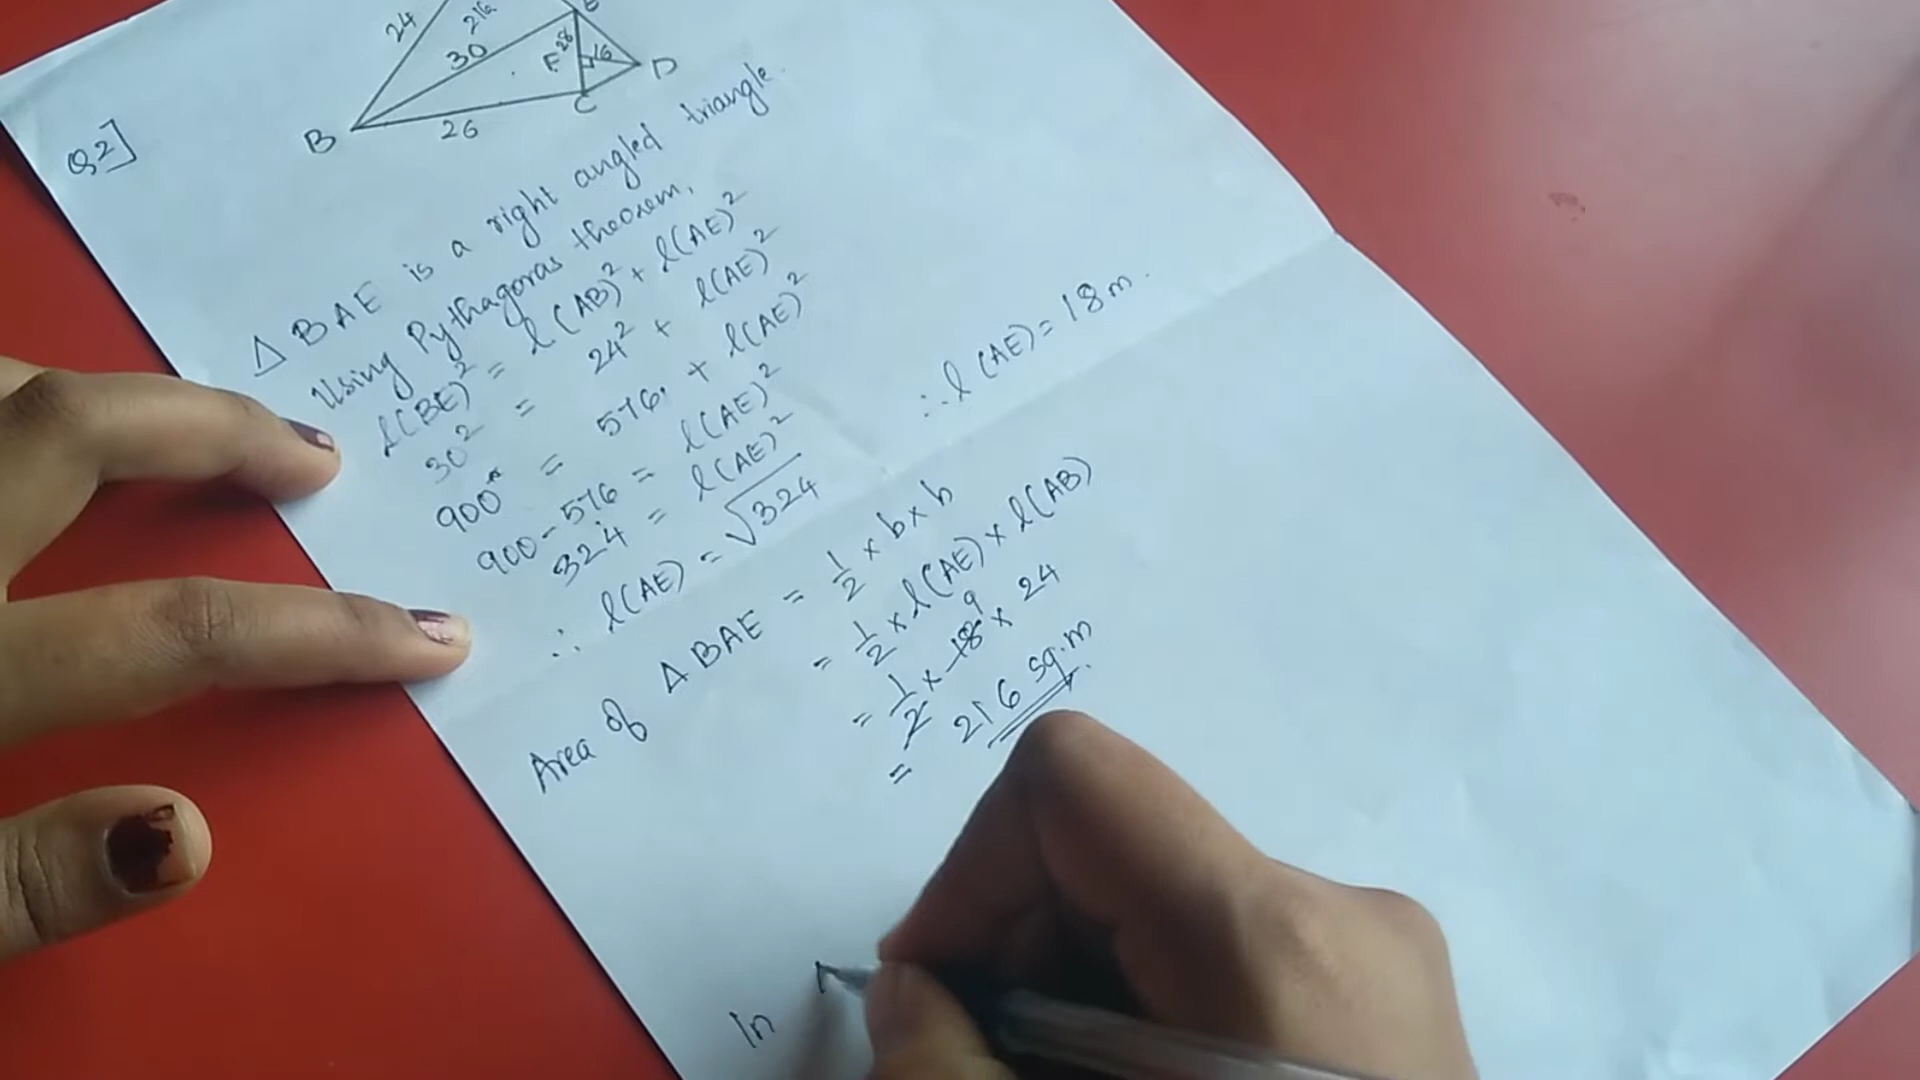 24
216
30
E
28
F
16
D
B
26
C
Q2]
Δ BAE is a right angled triangle.
Using Pythagoras theorem,
l(BE)² = l(AB)² + l(AE)²
30² = 24² + l(AE)²
900 = 576 + l(AE)²
900 - 576 = l(AE)²
324 = l(AE)²
∴ l(AE) = √324
∴ l(AE) = 18 m.
Area of Δ BAE = 1/2 × b × h
= 1/2 × l(AE) × l(AB)
9
= 1/2 × 18 × 24
= 216 sq.m
In